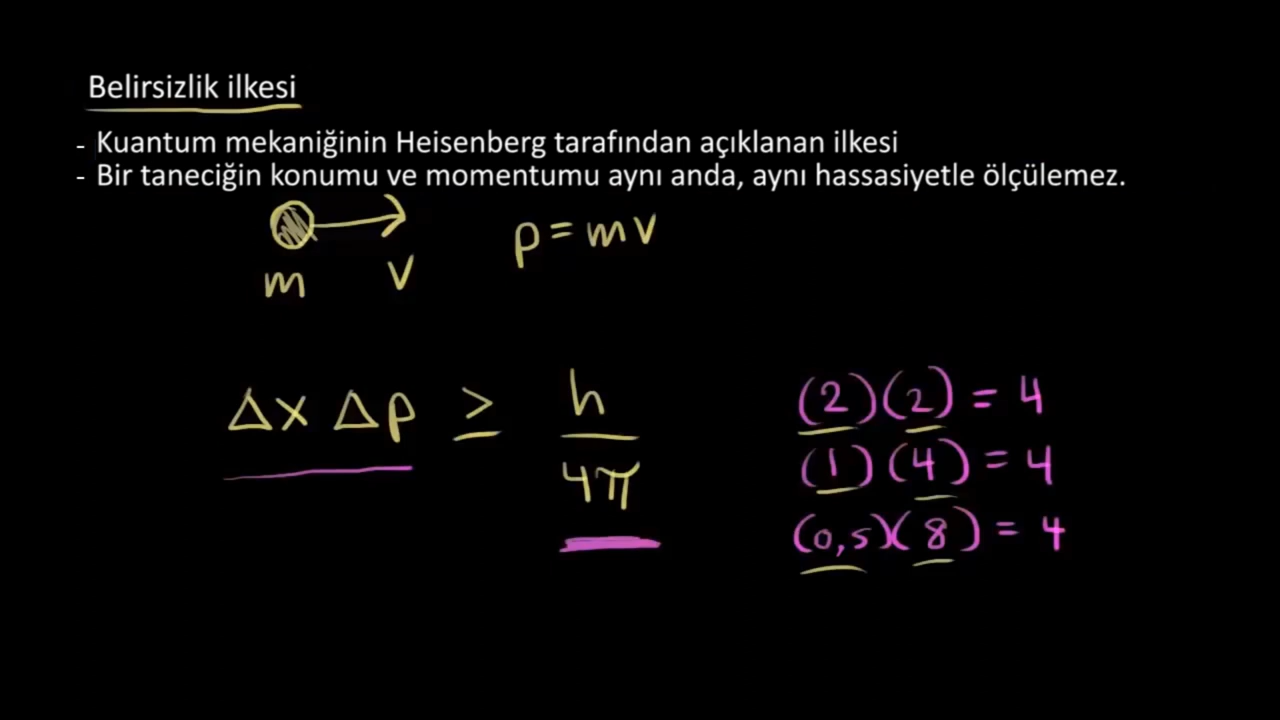 Belirsizlik ilkesi
- Kuantum mekaniğinin Heisenberg tarafından açıklanan ilkesi
- Bir taneciğin konumu ve momentumu aynı anda, aynı hassasiyetle ölçülemez.
m v p = mv
Δx Δp ≥ h / 4π
(2)(2) = 4
(1)(4) = 4
(0,5)(8) = 4